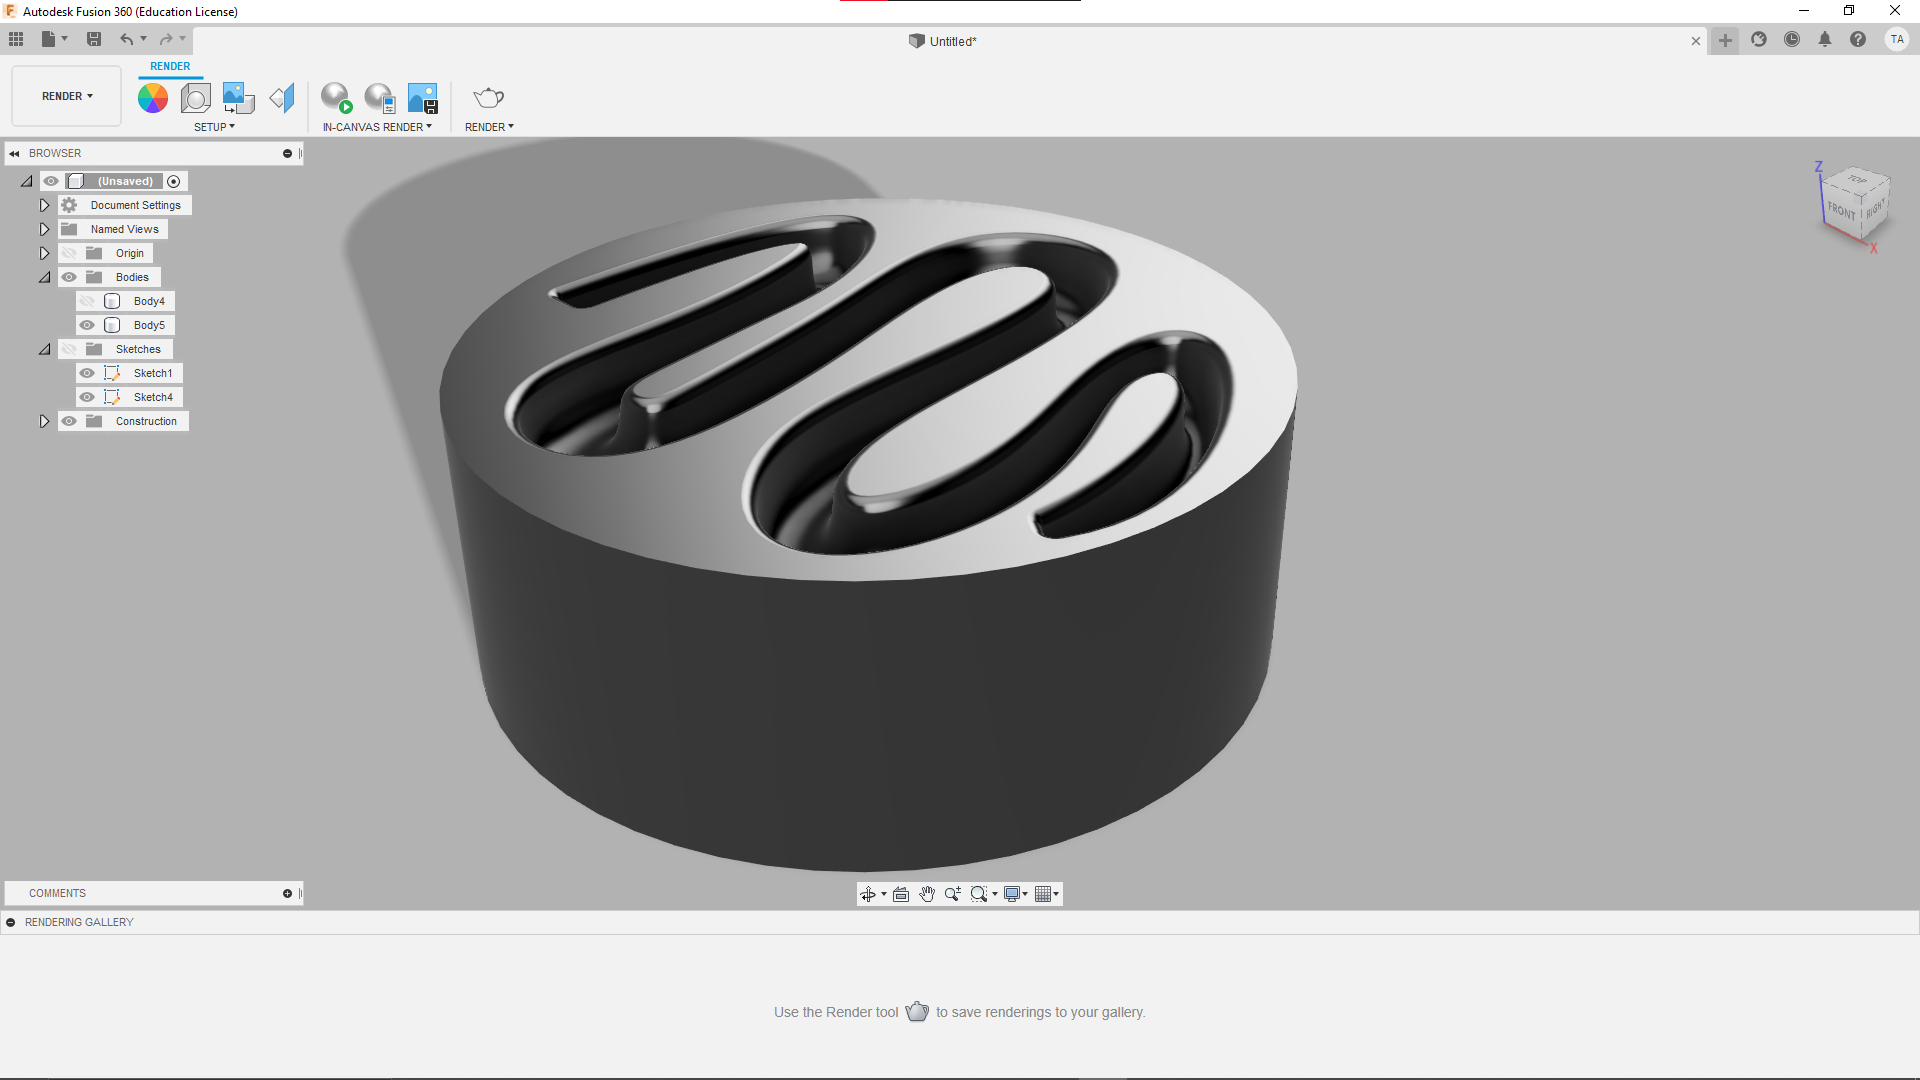 Autodesk Fusion 360 (Education License)
Untitled*
TA
RENDER
RENDER
SETUP
IN-CANVAS RENDER
RENDER
BROWSER
(Unsaved)
Document Settings
Named Views
Origin
Bodies
Body4
Body5
Sketches
Sketch1
Sketch4
Construction
Z
TOP
FRONT
RIGHT
X
COMMENTS
RENDERING GALLERY
Use the Render tool to save renderings to your gallery.